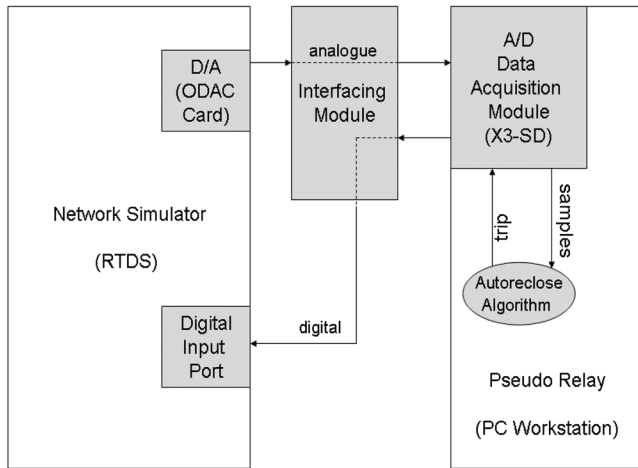 D/A
(ODAC
Card)
analogue
Interfacing
Module
A/D
Data
Acquisition
Module
(X3-SD)
Network Simulator
(RTDS)
trip
samples
Autoreclose
Algorithm
Digital
Input
Port
digital
Pseudo Relay
(PC Workstation)